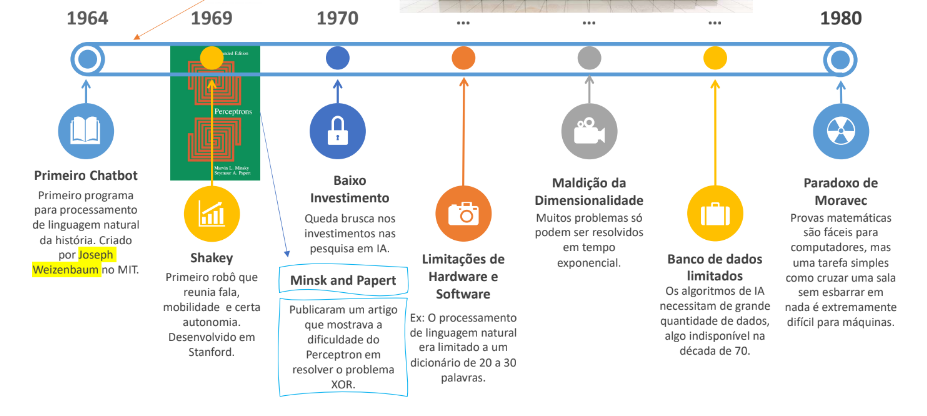 1964
1969
1970
...
...
...
1980
Perceptrons
Marvin L. Minsky
Seymour A. Papert
Primeiro Chatbot
Primeiro programa
para processamento
de linguagem natural
da história. Criado
por Joseph
Weizenbaum no MIT.
Shakey
Primeiro robô que
reunia fala,
mobilidade e certa
autonomia.
Desenvolvido em
Stanford.
Baixo
Investimento
Queda brusca nos
investimentos nas
pesquisa em IA.
Minsk and Papert
Publicaram um artigo
que mostrava a
dificuldade do
Perceptron em
resolver o problema
XOR.
Limitações de
Hardware e
Software
Ex: O processamento
de linguagem natural
era limitado a um
dicionário de 20 a 30
palavras.
Maldição da
Dimensionalidade
Muitos problemas só
podem ser resolvidos
em tempo
exponencial.
Banco de dados
limitados
Os algoritmos de IA
necessitam de grande
quantidade de dados,
algo indisponível na
década de 70.
Paradoxo de
Moravec
Provas matemáticas
são fáceis para
computadores, mas
uma tarefa simples
como cruzar uma sala
sem esbarrar em
nada é extremamente
difícil para máquinas.